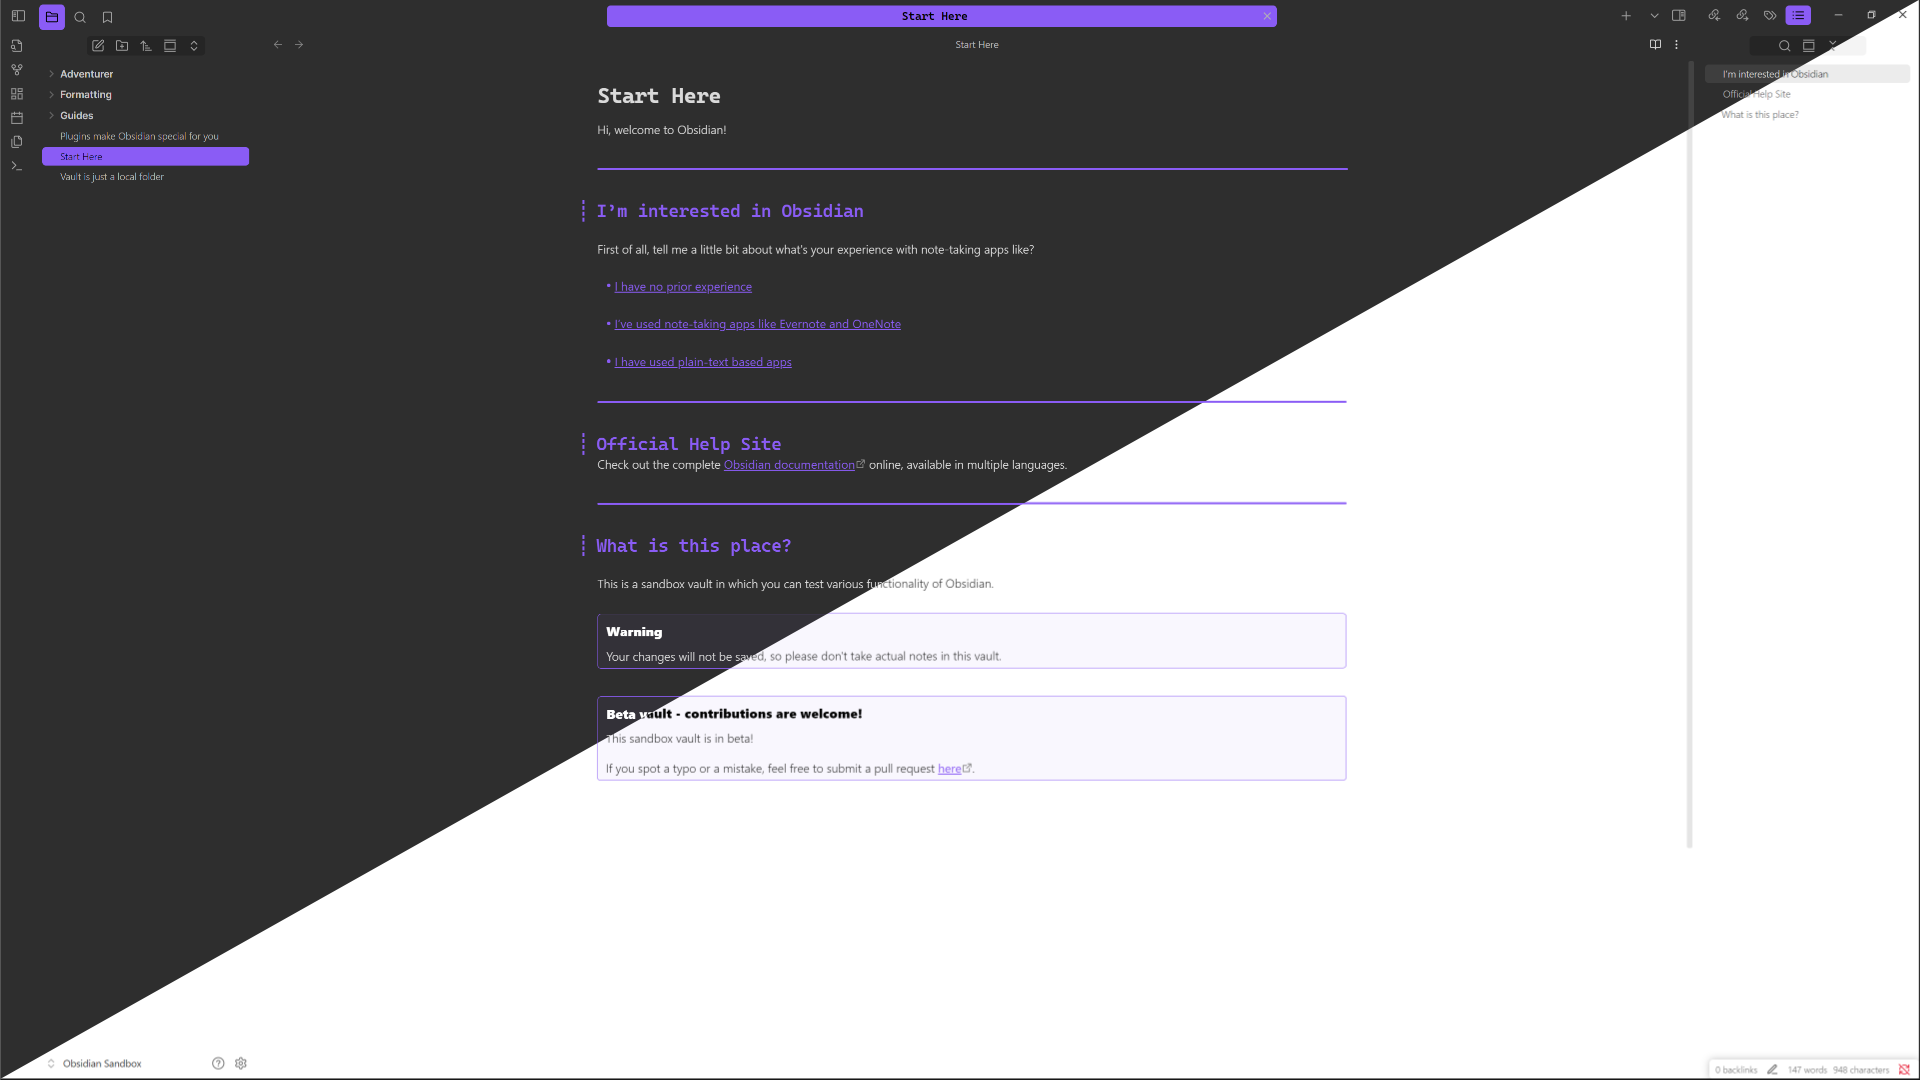 Start Here
Start Here
Adventurer
Formatting
Guides
Plugins make Obsidian special for you
Start Here
Vault is just a local folder
Start Here
Hi, welcome to Obsidian!
I'm interested in Obsidian
First of all, tell me a little bit about what's your experience with note-taking apps like?
• I have no prior experience
• I've used note-taking apps like Evernote and OneNote
• I have used plain-text based apps
Official Help Site
Check out the complete Obsidian documentation online, available in multiple languages.
What is this place?
This is a sandbox vault in which you can test various functionality of Obsidian.
Warning
Your changes will not be saved, so please don't take actual notes in this vault.
Beta vault - contributions are welcome!
This sandbox vault is in beta!
If you spot a typo or a mistake, feel free to submit a pull request here.
I'm interested in Obsidian
Official Help Site
What is this place?
Obsidian Sandbox
0 backlinks 147 words 948 characters